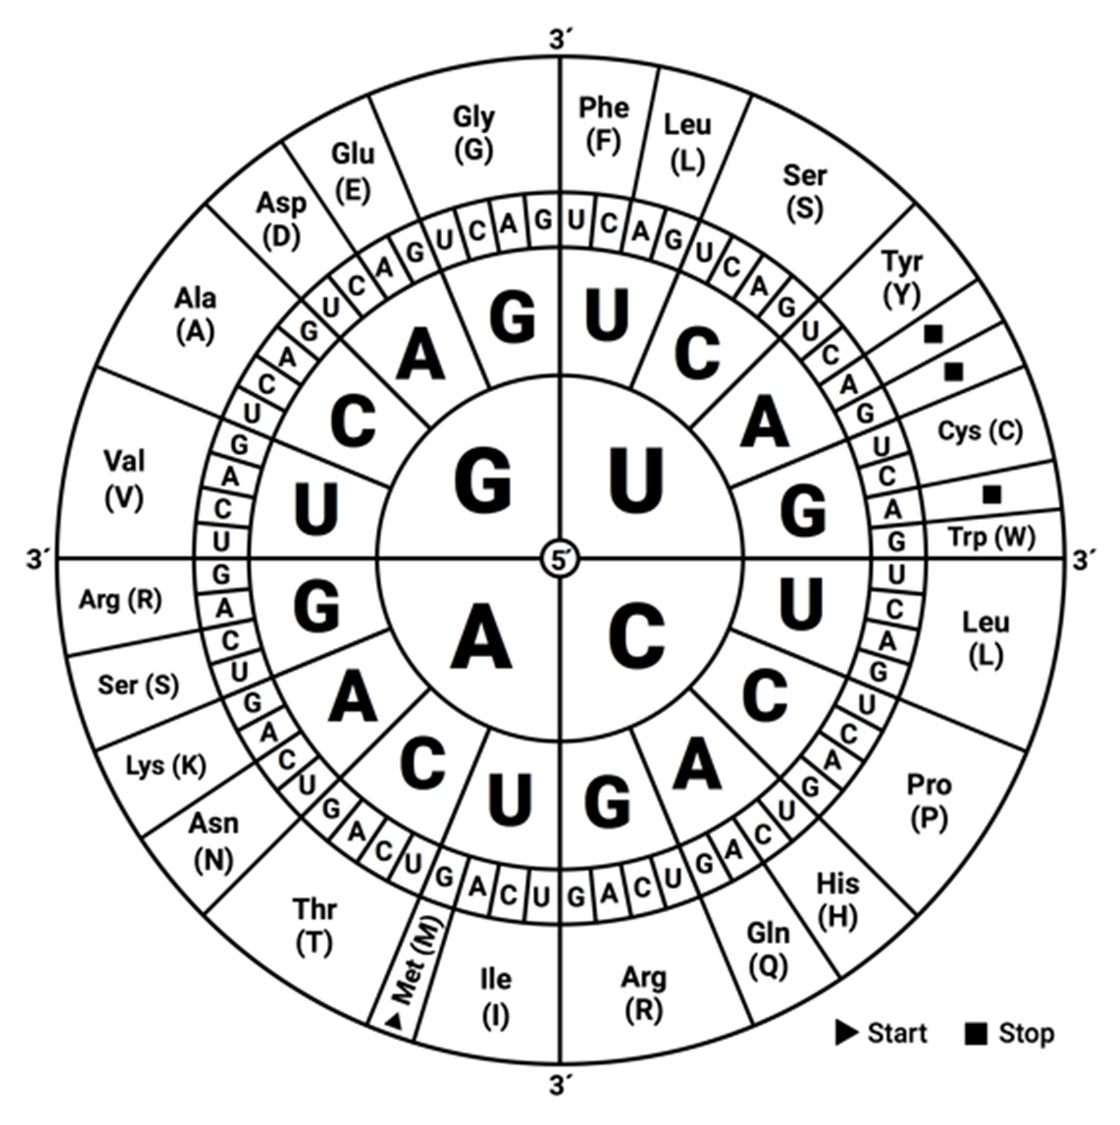 3´
Phe
(F)
Leu
(L)
Ser
(S)
Tyr
(Y)
Cys (C)
Trp (W)
3´
Leu
(L)
Pro
(P)
His
(H)
Gln
(Q)
Arg
(R)
3´
Ile
(I)
Met (M)
Thr
(T)
Asn
(N)
Lys (K)
Ser (S)
Arg (R)
3´
Val
(V)
Ala
(A)
Asp
(D)
Glu
(E)
Gly
(G)
U C A G U C A G U C A G U C A G
U C A G U C A G U C A G U C A G
U C A G U C A G U C A G U C A G
U C A G U C A G U C A G U C A G
U C A G
U C A G
U C A G
U C A G
U
C
A
G
5´
Start
Stop